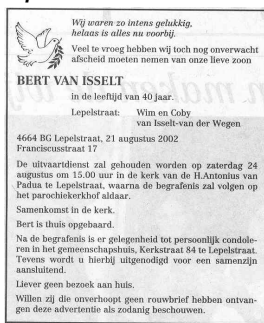 Wij waren zo intens gelukkig,
helaas is alles nu voorbij.
Veel te vroeg hebben wij toch nog onverwacht
afscheid moeten nemen van onze lieve zoon
BERT VAN ISSELT
in de leeftijd van 40 jaar.
Lepelstraat: Wim en Coby
van Isselt-van der Wegen
4664 BG Lepelstraat, 21 augustus 2002
Franciscusstraat 17
De uitvaartdienst zal gehouden worden op zaterdag 24
augustus om 15.00 uur in de kerk van de H.Antonius van
Padua te Lepelstraat, waarna de begrafenis zal volgen op
het parochiekerkhof aldaar.
Samenkomst in de kerk.
Bert is thuis opgebaard.
Na de begrafenis is er gelegenheid tot persoonlijk condole-
ren in het gemeenschapshuis, Kerkstraat 84 te Lepelstraat.
Tevens wordt u hierbij uitgenodigd voor een samenzijn
aansluitend.
Liever geen bezoek aan huis.
Willen zij die onverhoopt geen rouwbrief hebben ontvan-
gen deze advertentie als zodanig beschouwen.